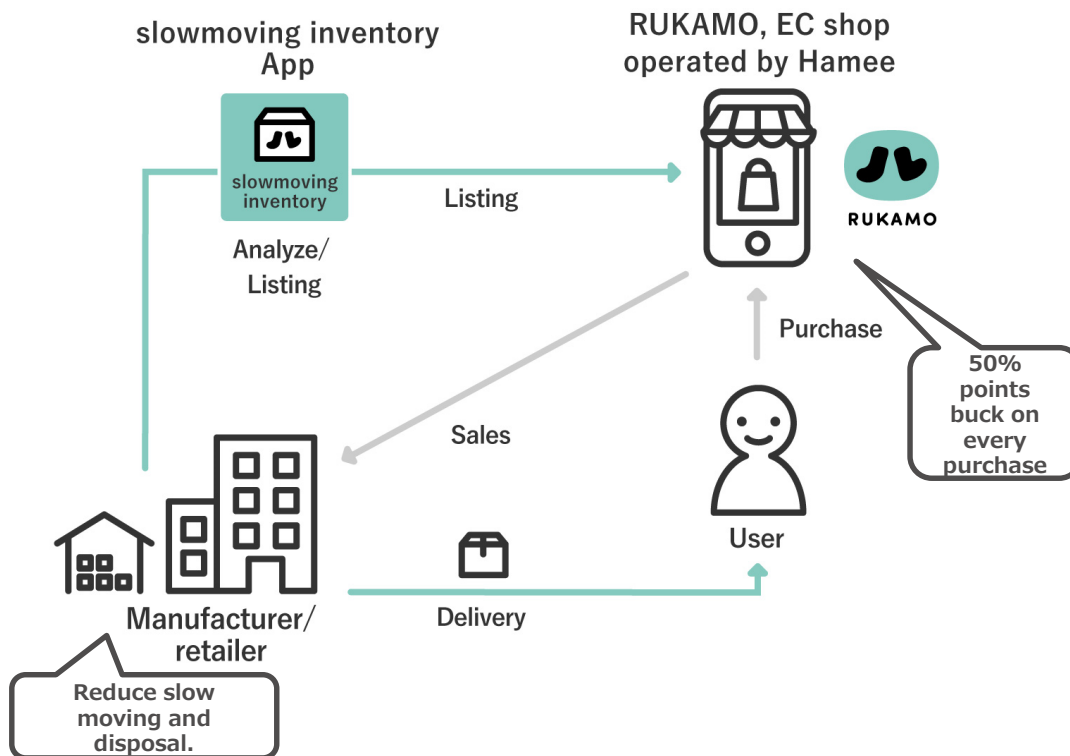 slowmoving inventory
App
RUKAMO, EC shop
operated by Hamee
slowmoving
inventory
Listing
RUKAMO
Analyze/
Listing
Purchase
50%
points
buck on
every
purchase
Sales
User
Manufacturer/
retailer
Delivery
Reduce slow
moving and
disposal.